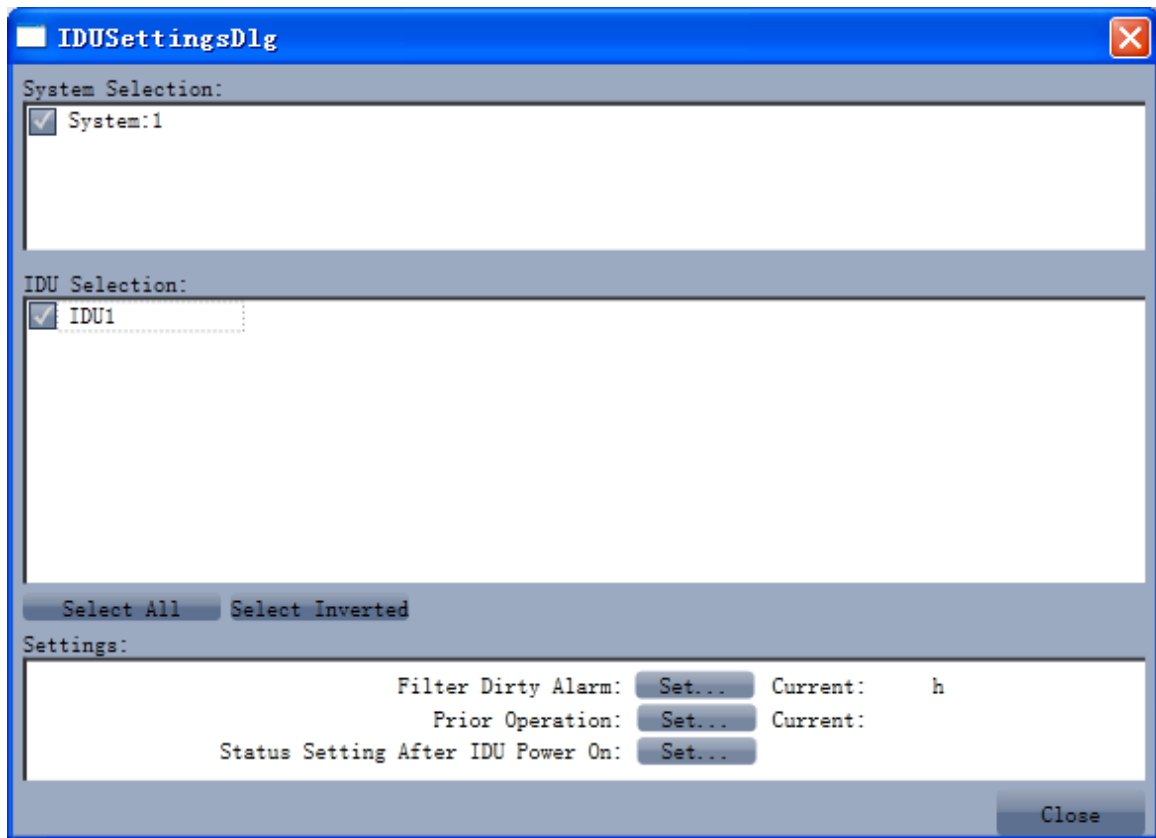 IDUSettingsDlg
System Selection:
System:1
IDU Selection:
IDU1
Select All Select Inverted
Settings:
Filter Dirty Alarm: Set... Current: h
Prior Operation: Set... Current:
Status Setting After IDU Power On: Set...
Close